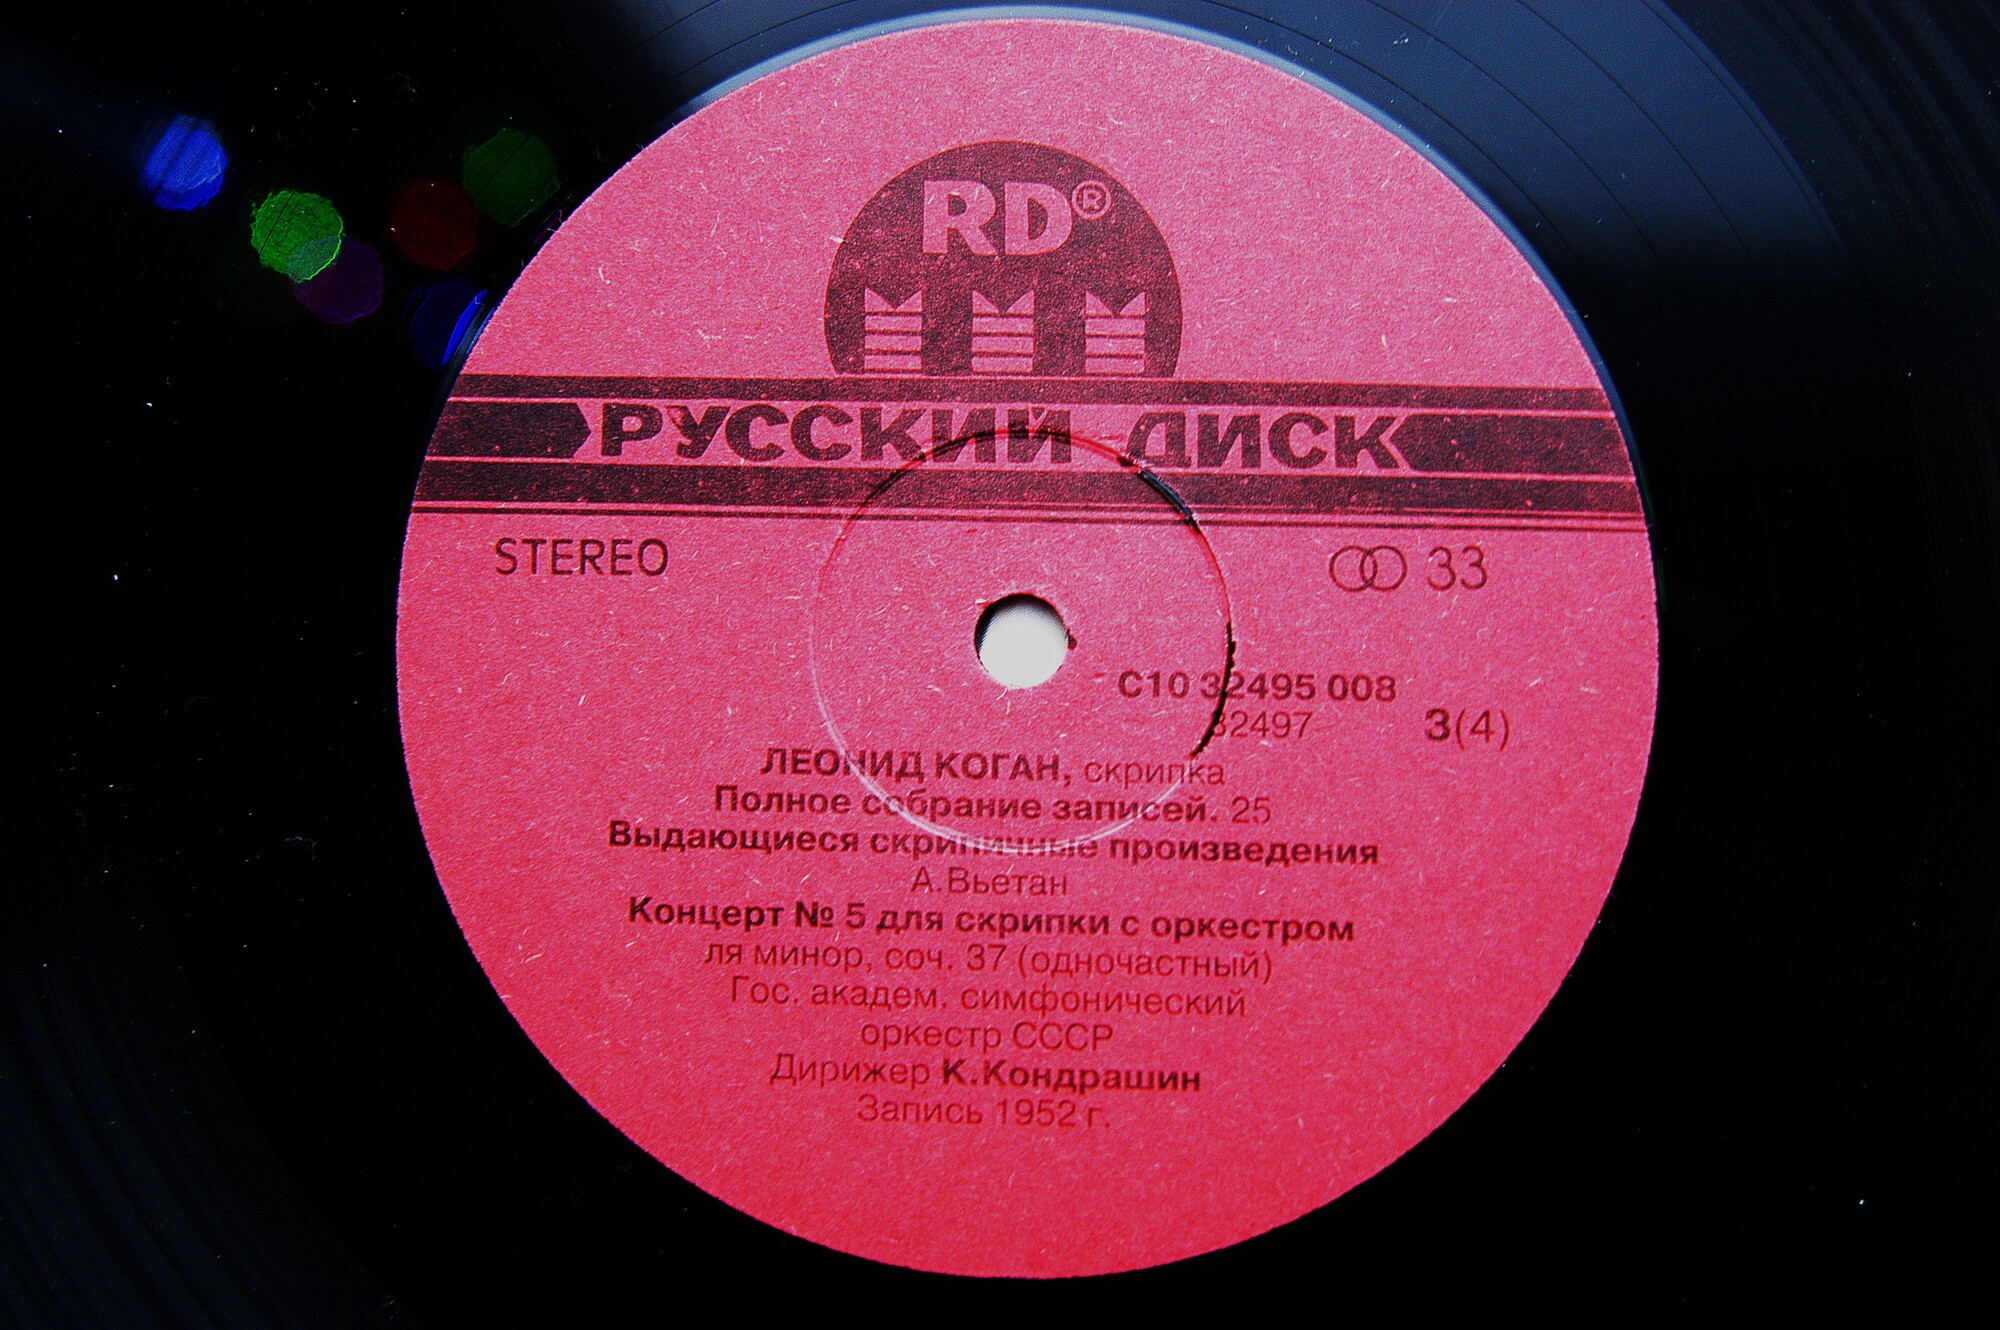 RD®
РУССКИЙ ДИСК
STEREO 33
С10 32495 008
32497 3(4)
ЛЕОНИД КОГАН, скрипка
Полное собрание записей. 25
Выдающиеся скрипичные произведения
А.Вьетан
Концерт № 5 для скрипки с оркестром
ля минор, соч. 37 (одночастный)
Гос. академ. симфонический
оркестр СССР
Дирижер К.Кондрашин
Запись 1952 г.